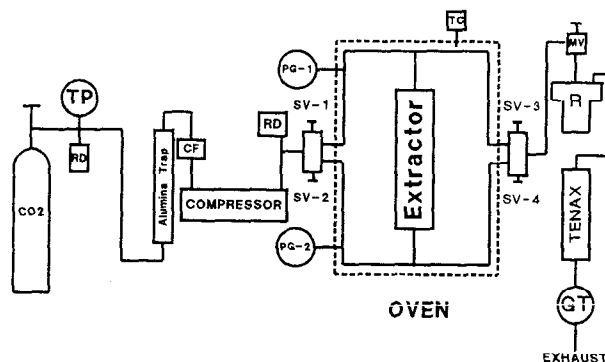 TC
TP
PG-1
MV
SV-1
SV-3
R
RD
CF
RD
Alumina Trap
Extractor
CO2
COMPRESSOR
SV-2
SV-4
TENAX
PG-2
OVEN
GT
EXHAUST